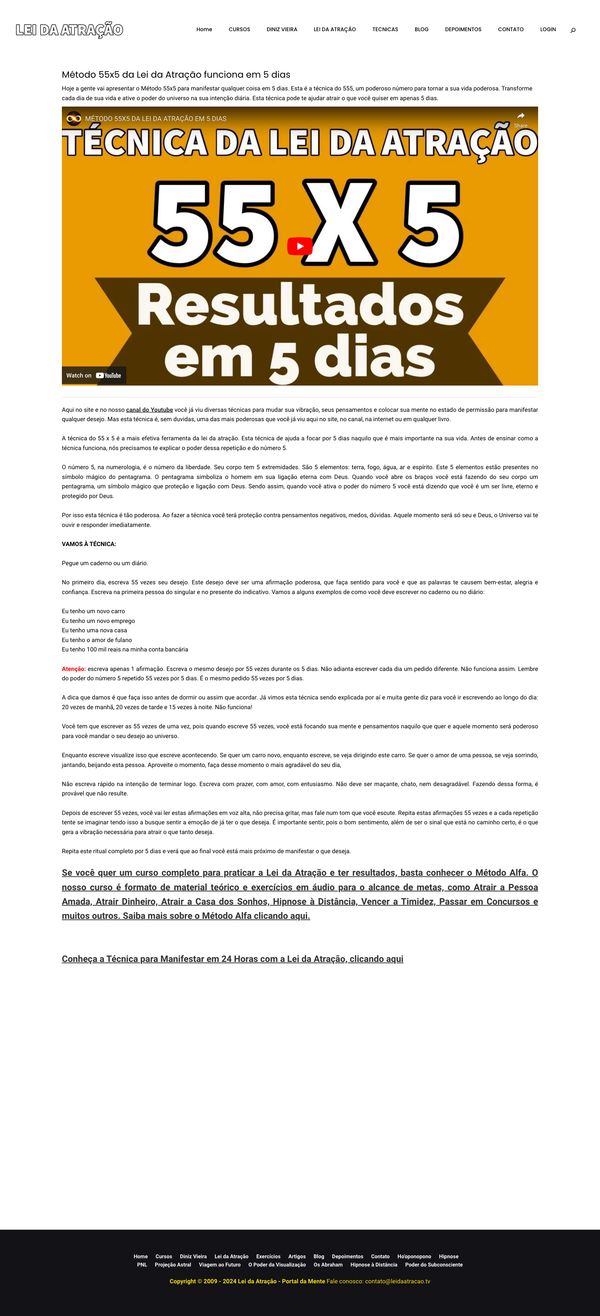 LEI DA ATRAÇÃO
Home CURSOS DINIZ VIEIRA LEI DA ATRAÇÃO TECNICAS BLOG DEPOIMENTOS CONTATO LOGIN
Método 55x5 da Lei da Atração funciona em 5 dias
Hoje a gente vai apresentar o Método 55x5 para manifestar qualquer coisa em 5 dias. Esta é a técnica do 555, um poderoso número para tornar a sua vida poderosa. Transforme
cada dia de sua vida e ative o poder do universo na sua intenção diária. Esta técnica pode te ajudar atrair o que você quiser em apenas 5 dias.
MÉTODO 55X5 DA LEI DA ATRAÇÃO EM 5 DIAS
Share
TÉCNICA DA LEI DA ATRAÇÃO
55 X 5
Resultados
em 5 dias
Watch on YouTube
Aqui no site e no nosso canal do Youtube você já viu diversas técnicas para mudar sua vibração, seus pensamentos e colocar sua mente no estado de permissão para manifestar
qualquer desejo. Mas esta técnica é, sem duvidas, uma das mais poderosas que você já viu aqui no site, no canal, na internet ou em qualquer livro.
A técnica do 55 x 5 é a mais efetiva ferramenta da lei da atração. Esta técnica de ajuda a focar por 5 dias naquilo que é mais importante na sua vida. Antes de ensinar como a
técnica funciona, nós precisamos te explicar o poder dessa repetição e do número 5.
O número 5, na numerologia, é o número da liberdade. Seu corpo tem 5 extremidades. São 5 elementos: terra, fogo, água, ar e espírito. Este 5 elementos estão presentes no
símbolo mágico do pentagrama. O pentagrama simboliza o homem em sua ligação eterna com Deus. Quando você abre os braços você está fazendo do seu corpo um
pentagrama, um símbolo mágico que proteção e ligação com Deus. Sendo assim, quando você ativa o poder do número 5 você está dizendo que você é um ser livre, eterno e
protegido por Deus.
Por isso esta técnica é tão poderosa. Ao fazer a técnica você terá proteção contra pensamentos negativos, medos, dúvidas. Aquele momento será só seu e Deus, o Universo vai te
ouvir e responder imediatamente.
VAMOS À TÉCNICA:
Pegue um caderno ou um diário.
No primeiro dia, escreva 55 vezes seu desejo. Este desejo deve ser uma afirmação poderosa, que faça sentido para você e que as palavras te causem bem-estar, alegria e
confiança. Escreva na primeira pessoa do singular e no presente do indicativo. Vamos a alguns exemplos de como você deve escrever no caderno ou no diário:
Eu tenho um novo carro
Eu tenho um novo emprego
Eu tenho uma nova casa
Eu tenho o amor de fulano
Eu tenho 100 mil reais na minha conta bancária
Atenção: escreva apenas 1 afirmação. Escreva o mesmo desejo por 55 vezes durante os 5 dias. Não adianta escrever cada dia um pedido diferente. Não funciona assim. Lembre
do poder do número 5 repetido 55 vezes por 5 dias. É o mesmo pedido 55 vezes por 5 dias.
A dica que damos é que faça isso antes de dormir ou assim que acordar. Já vimos esta técnica sendo explicada por aí e muita gente diz para você ir escrevendo ao longo do dia:
20 vezes de manhã, 20 vezes de tarde e 15 vezes à noite. Não funciona!
Você tem que escrever as 55 vezes de uma vez, pois quando escreve 55 vezes, você está focando sua mente e pensamentos naquilo que quer e aquele momento será poderoso
para você mandar o seu desejo ao universo.
Enquanto escreve visualize isso que escreve acontecendo. Se quer um carro novo, enquanto escreve, se veja dirigindo este carro. Se quer o amor de uma pessoa, se veja sorrindo,
jantando, beijando esta pessoa. Aproveite o momento, faça desse momento o mais agradável do seu dia,
Não escreva rápido na intenção de terminar logo. Escreva com prazer, com amor, com entusiasmo. Não deve ser maçante, chato, nem desagradável. Fazendo dessa forma, é
provável que não resulte.
Depois de escrever 55 vezes, você vai ler estas afirmações em voz alta, não precisa gritar, mas fale num tom que você escute. Repita estas afirmações 55 vezes e a cada repetição
tente se imaginar tendo isso a busque sentir a emoção de já ter o que deseja. É importante sentir, pois o bom sentimento, além de ser o sinal que está no caminho certo, é o que
gera a vibração necessária para atrair o que tanto deseja.
Repita este ritual completo por 5 dias e verá que ao final você está mais próximo de manifestar o que deseja.
Se você quer um curso completo para praticar a Lei da Atração e ter resultados, basta conhecer o Método Alfa. O
nosso curso é formato de material teórico e exercícios em áudio para o alcance de metas, como Atrair a Pessoa
Amada, Atrair Dinheiro, Atrair a Casa dos Sonhos, Hipnose à Distância, Vencer a Timidez, Passar em Concursos e
muitos outros. Saiba mais sobre o Método Alfa clicando aqui.
Conheça a Técnica para Manifestar em 24 Horas com a Lei da Atração, clicando aqui
Home Cursos Diniz Vieira Lei da Atração Exercícios Artigos Blog Depoimentos Contato Ho'oponopono Hipnose
PNL Projeção Astral Viagem ao Futuro O Poder da Visualização Os Abraham Hipnose à Distância Poder do Subconsciente
Copyright © 2009 - 2024 Lei da Atração - Portal da Mente Fale conosco: contato@leidaatracao.tv